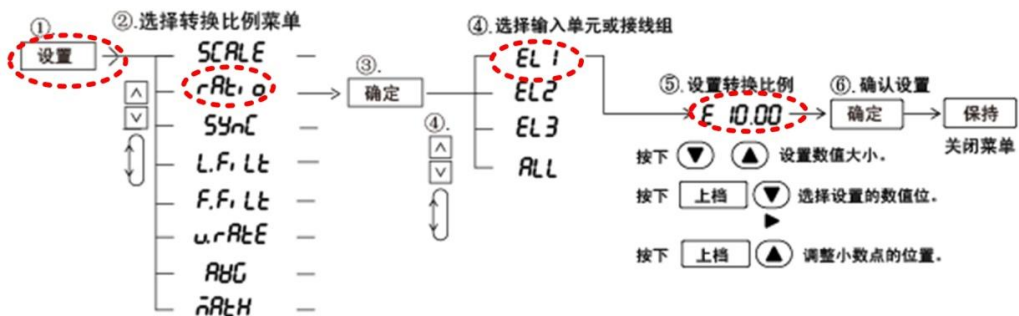 ①. ②.选择转换比例菜单 ④.选择输入单元或接线组
设置
SCALE
rAtio
SYnC
L.FiLt
F.FiLt
u.rAtE
AUG
mAtH
③.
确定
④.
EL1
EL2
EL3
ALL
⑤.设置转换比例 ⑥.确认设置
E 10.00 确定 保持
关闭菜单
按下 ▼ ▲ 设置数值大小。
按下 上档 ▼ 选择设置的数值位。
▶
按下 上档 ▲ 调整小数点的位置。